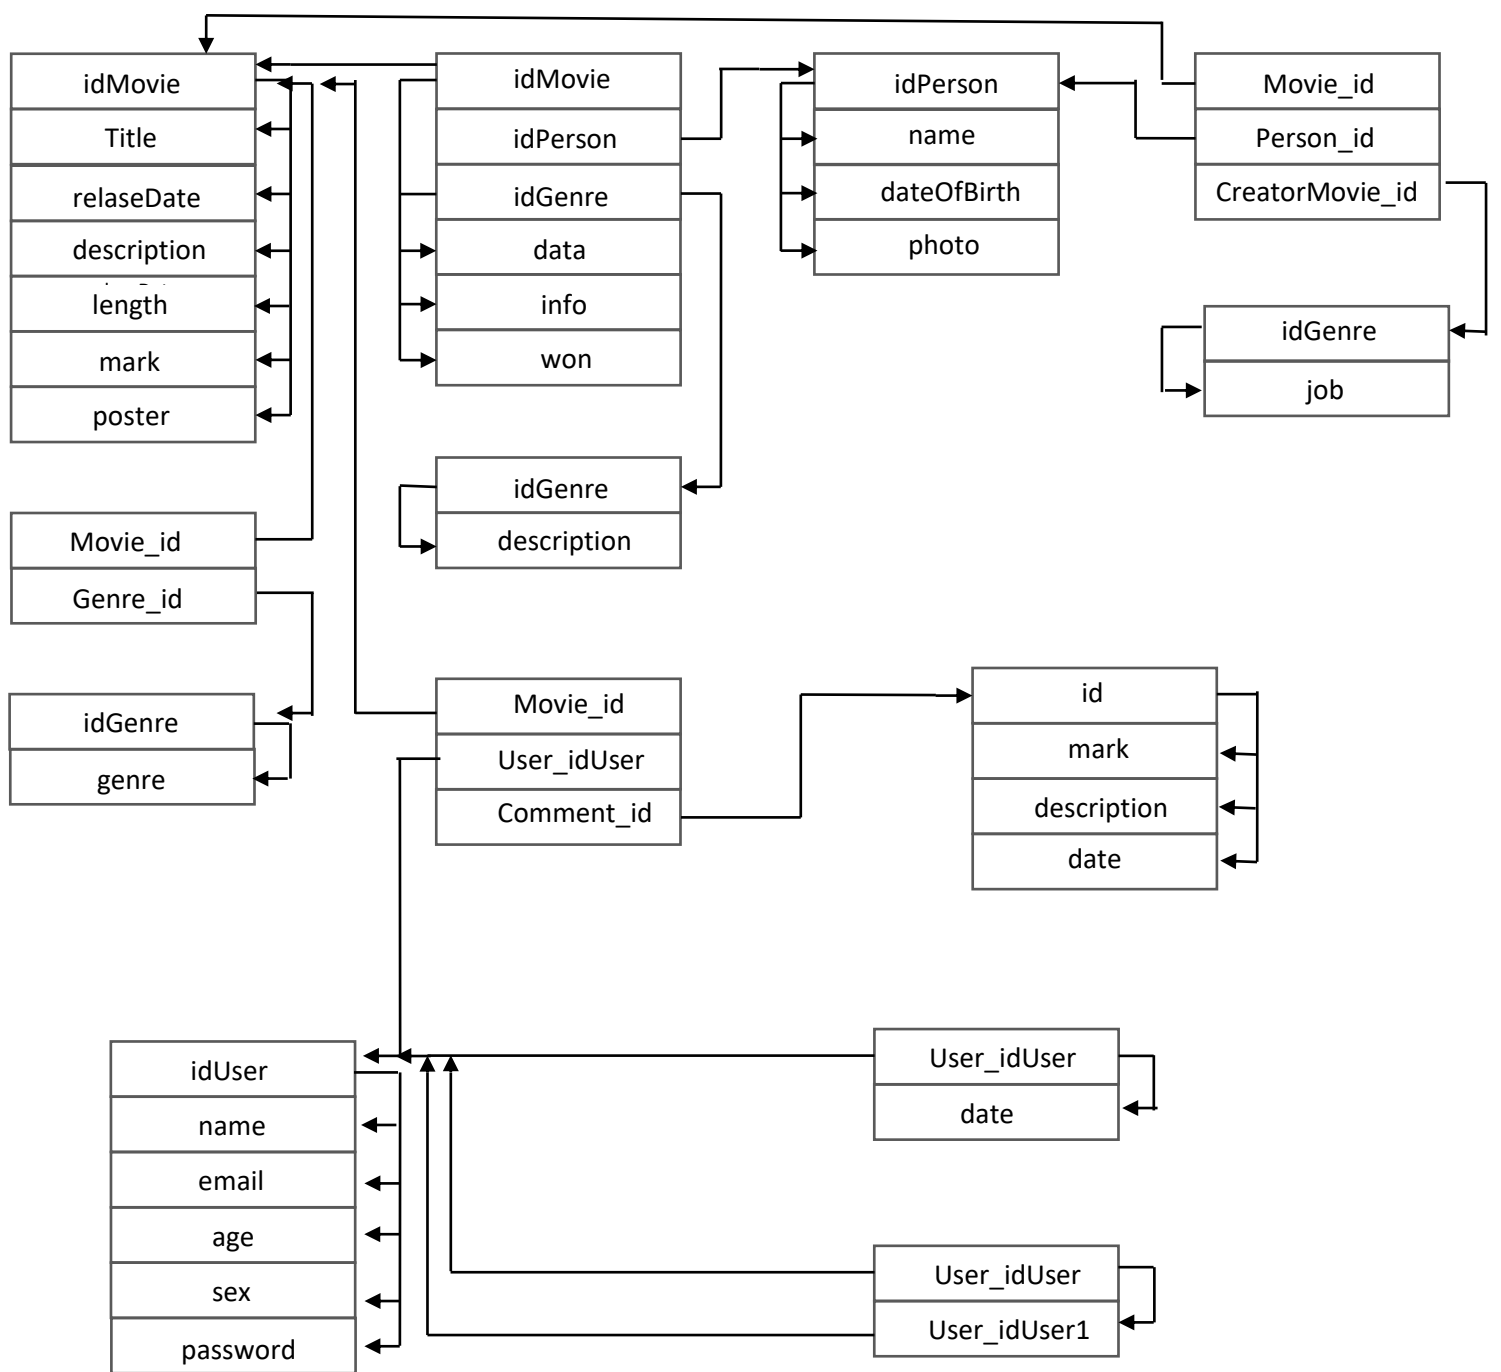 idMovie
Title
relaseDate
description
length
mark
poster
Movie_id
Genre_id
idGenre
genre
idMovie
idPerson
idGenre
data
info
won
idGenre
description
idPerson
name
dateOfBirth
photo
Movie_id
Person_id
CreatorMovie_id
idGenre
job
Movie_id
User_idUser
Comment_id
id
mark
description
date
idUser
name
email
age
sex
password
User_idUser
date
User_idUser
User_idUser1